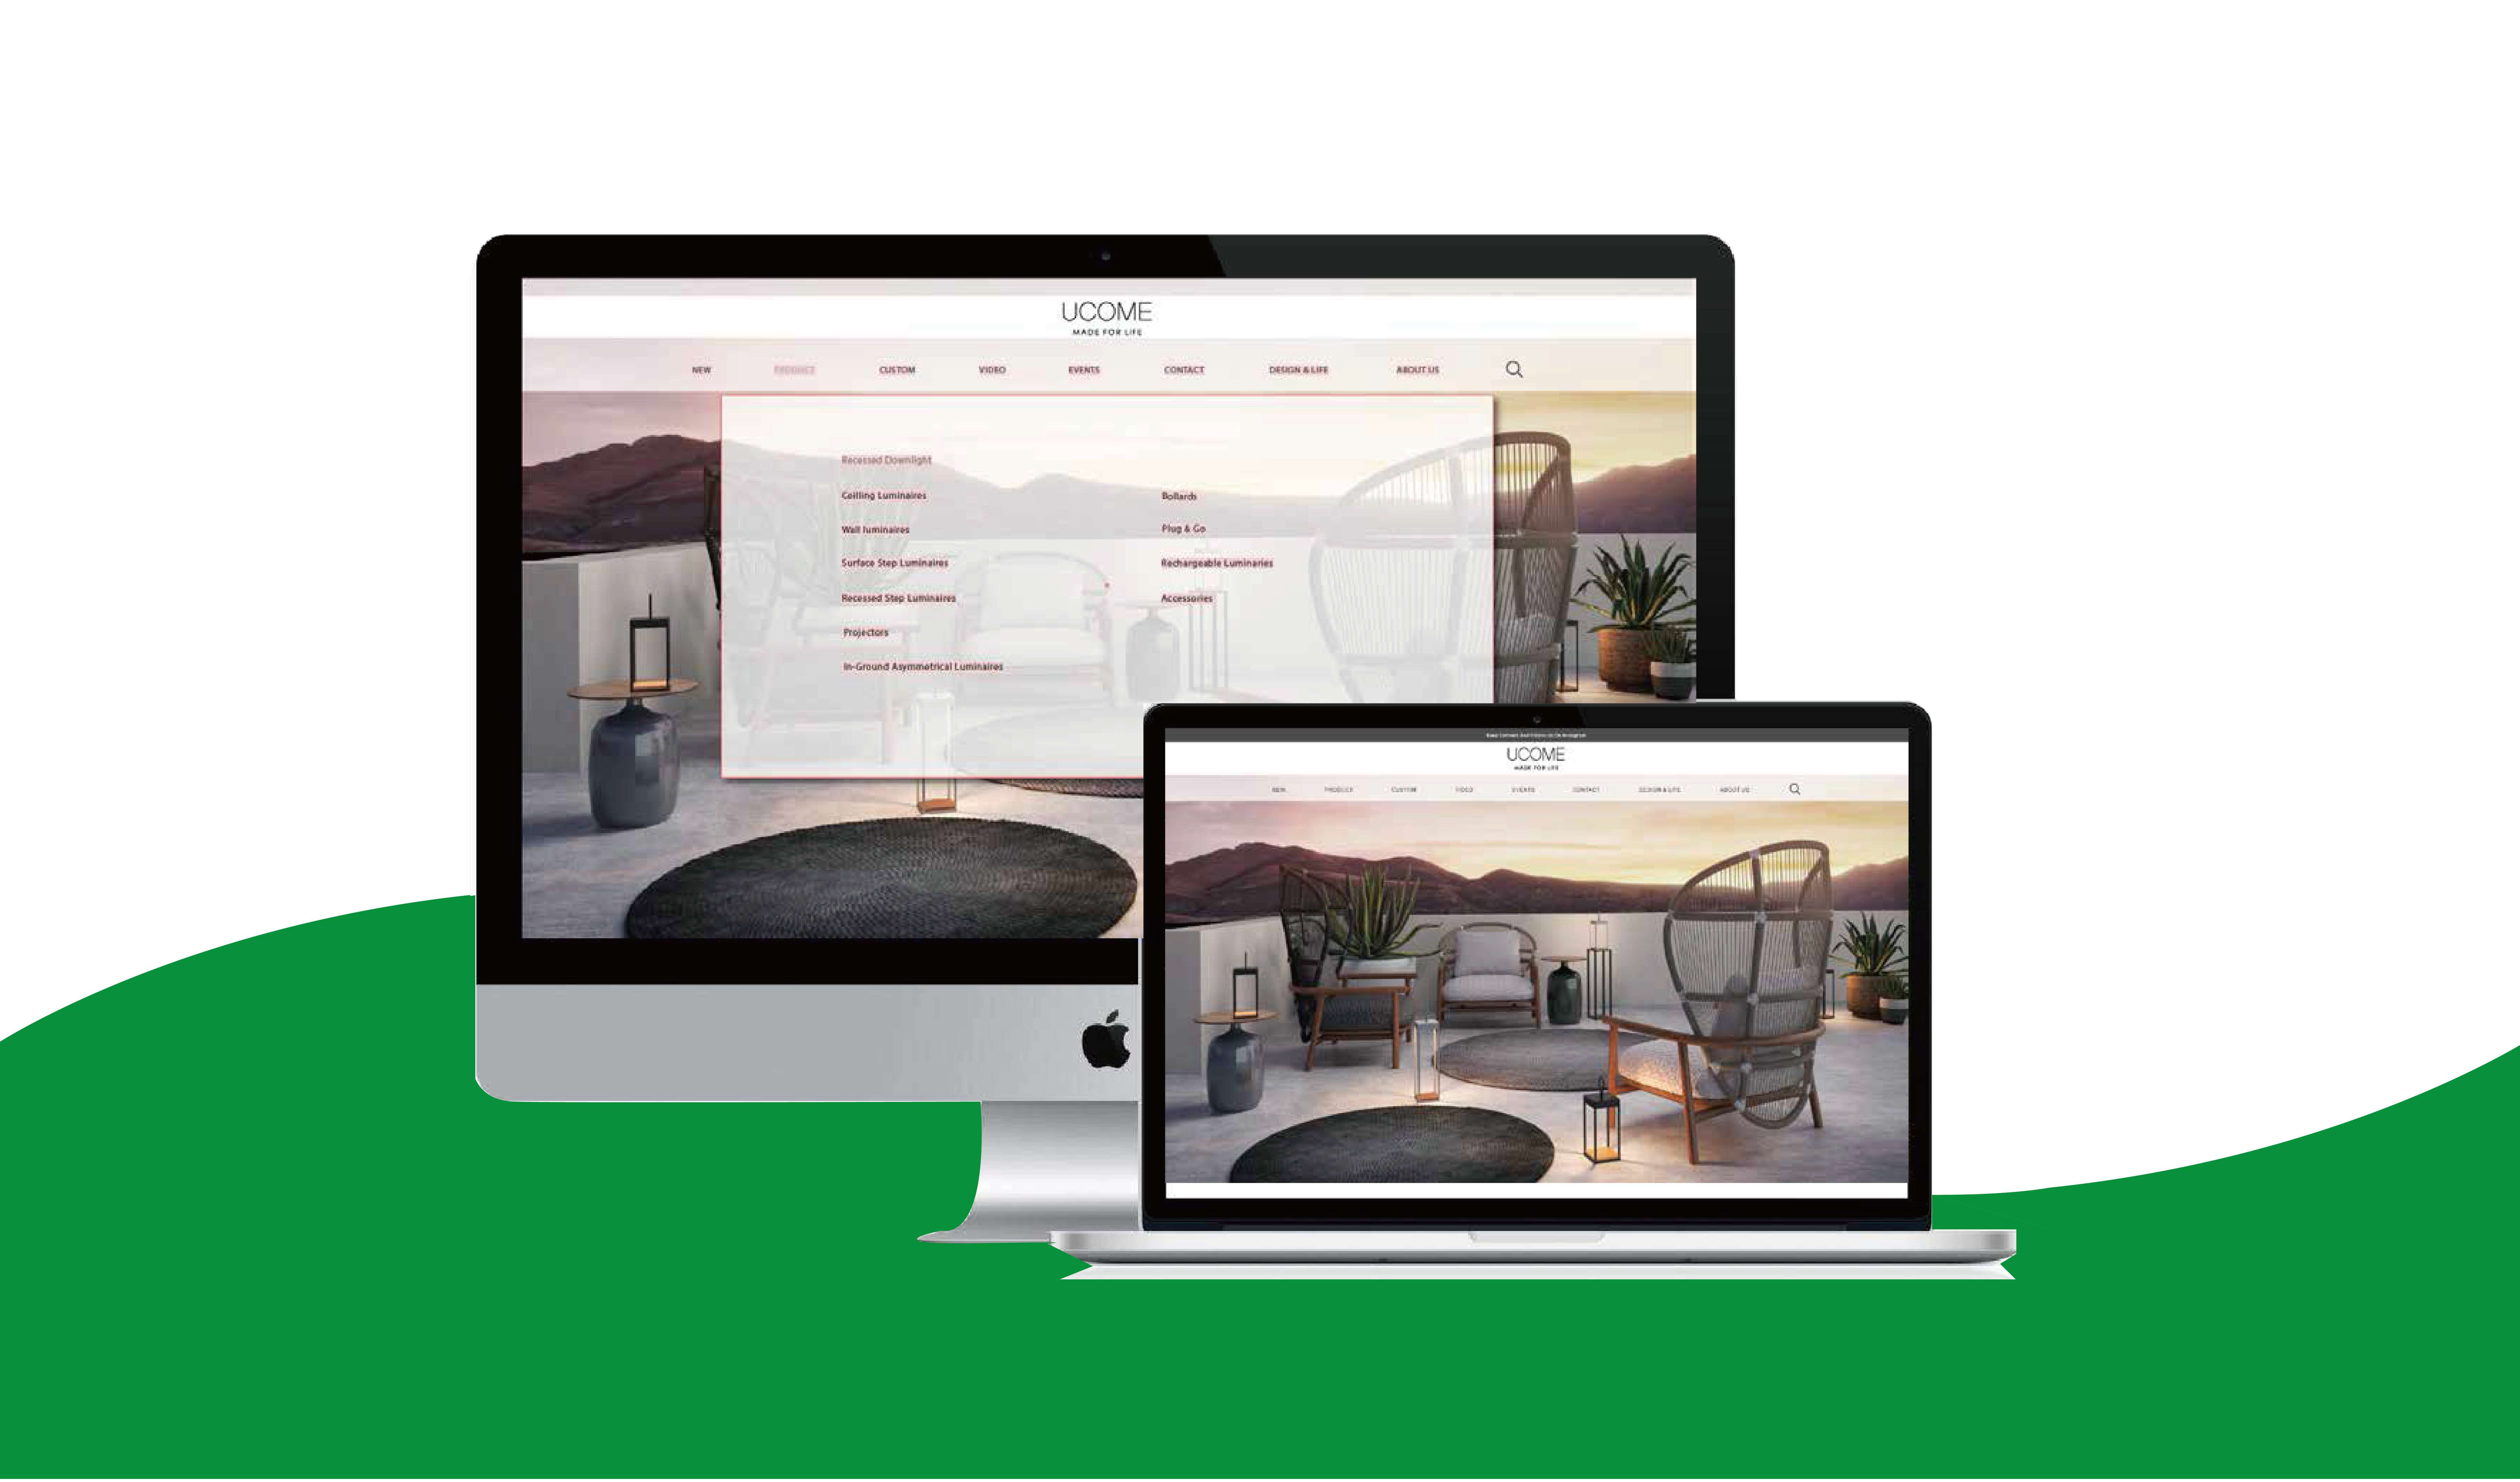 UCOME
MADE FOR LIFE
NEW PRODUCT CUSTOM VIDEO EVENTS CONTACT DESIGN & LIFE ABOUT US
Recessed Downlight
Ceilling Luminaires
Wall luminaires
Surface Step Luminaires
Recessed Step Luminaires
Projectors
In-Ground Asymmetrical Luminaires
Bollards
Plug & Go
Rechargeable Luminaries
Accessories
UCOME
MADE FOR LIFE
NEW PRODUCT CUSTOM VIDEO EVENTS CONTACT DESIGN & LIFE ABOUT US